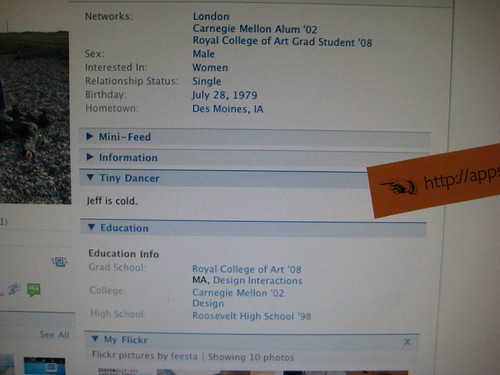 Networks: London
Carnegie Mellon Alum '02
Royal College of Art Grad Student '08
Sex: Male
Interested In: Women
Relationship Status: Single
Birthday: July 28, 1979
Hometown: Des Moines, IA
Mini-Feed
Information
Tiny Dancer
http://apps
Jeff is cold.
1)
Education
Education Info
Grad School: Royal College of Art '08
MA, Design Interactions
College: Carnegie Mellon '02
Design
High School: Roosevelt High School '98
See All
My Flickr X
Flickr pictures by feesta | Showing 10 photos